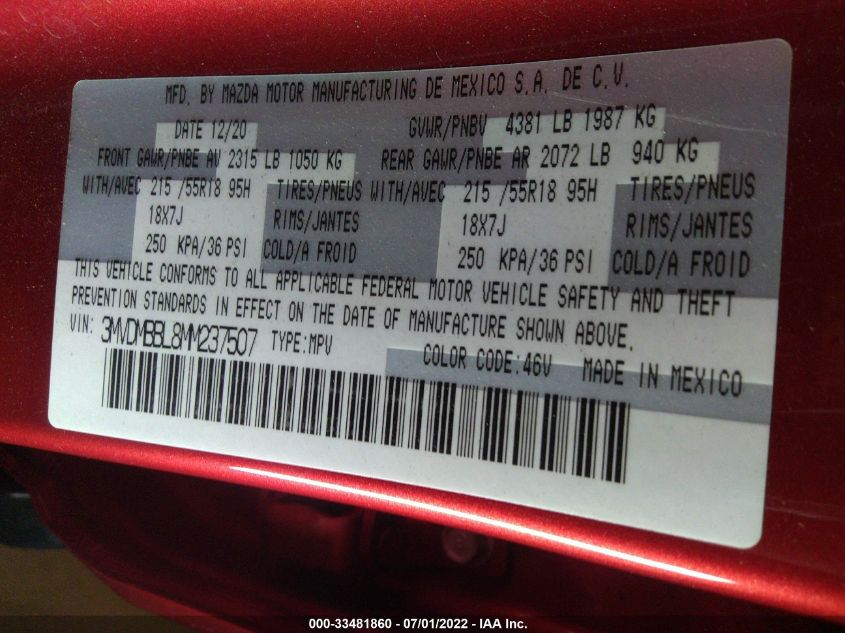 MFD. BY MAZDA MOTOR MANUFACTURING DE MEXICO S.A. DE C.V.
DATE 12/20 GVWR/PNBV 4381 LB 1987 KG
FRONT GAWR/PNBE AV 2315 LB 1050 KG REAR GAWR/PNBE AR 2072 LB 940 KG
WITH/AVEC 215 /55R18 95H TIRES/PNEUS WITH/AVEC 215 /55R18 95H TIRES/PNEUS
18X7J RIMS/JANTES 18X7J RIMS/JANTES
250 KPA/36 PSI COLD/A FROID 250 KPA/36 PSI COLD/A FROID
THIS VEHICLE CONFORMS TO ALL APPLICABLE FEDERAL MOTOR VEHICLE SAFETY AND THEFT
PREVENTION STANDARDS IN EFFECT ON THE DATE OF MANUFACTURE SHOWN ABOVE.
VIN: 3MVDMBBL8MM237507 TYPE:MPV COLOR CODE:46V MADE IN MEXICO
000-33481860 - 07/01/2022 - IAA Inc.